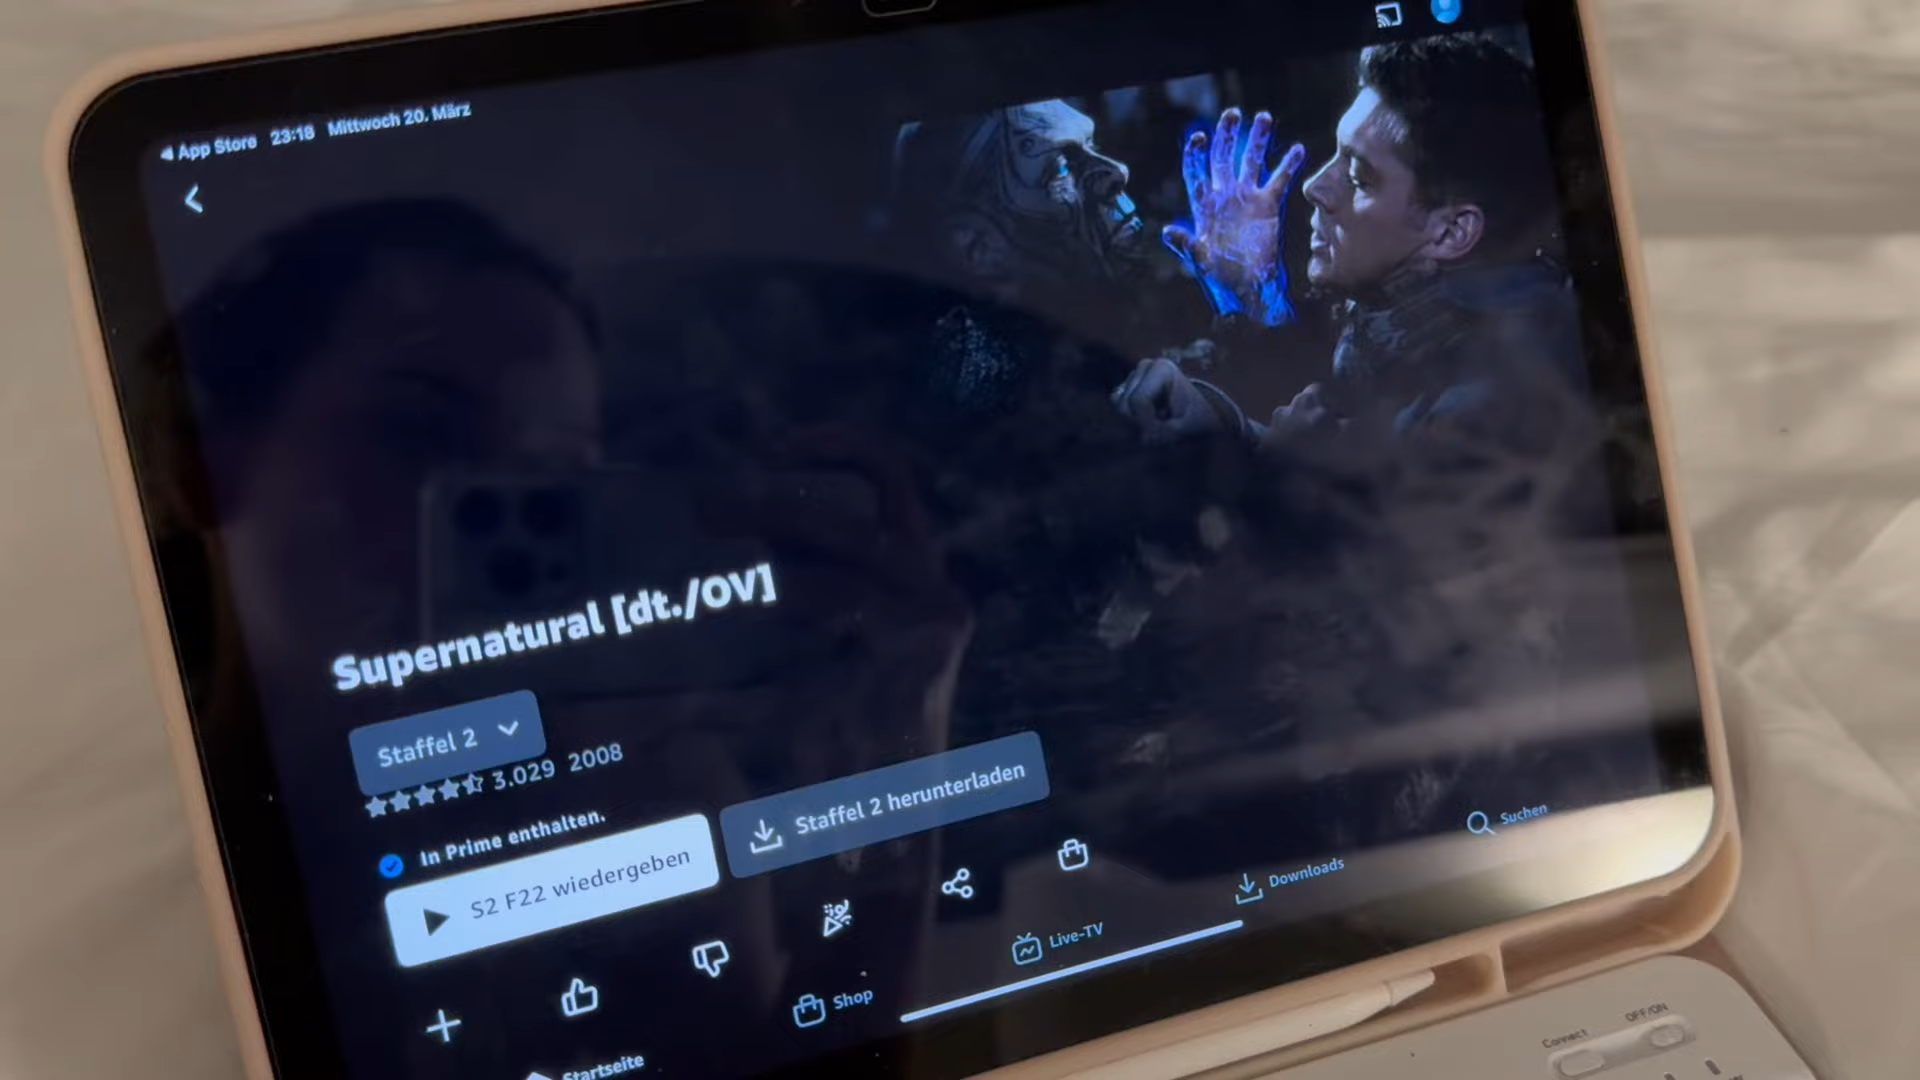 App Store 23:18 Mittwoch 20. März
Supernatural [dt./OV]
Staffel 2
3.029 2008
In Prime enthalten.
S2 F22 wiedergeben
Staffel 2 herunterladen
Startseite
Shop
Live-TV
Downloads
Suchen
Connect
OFF/ON